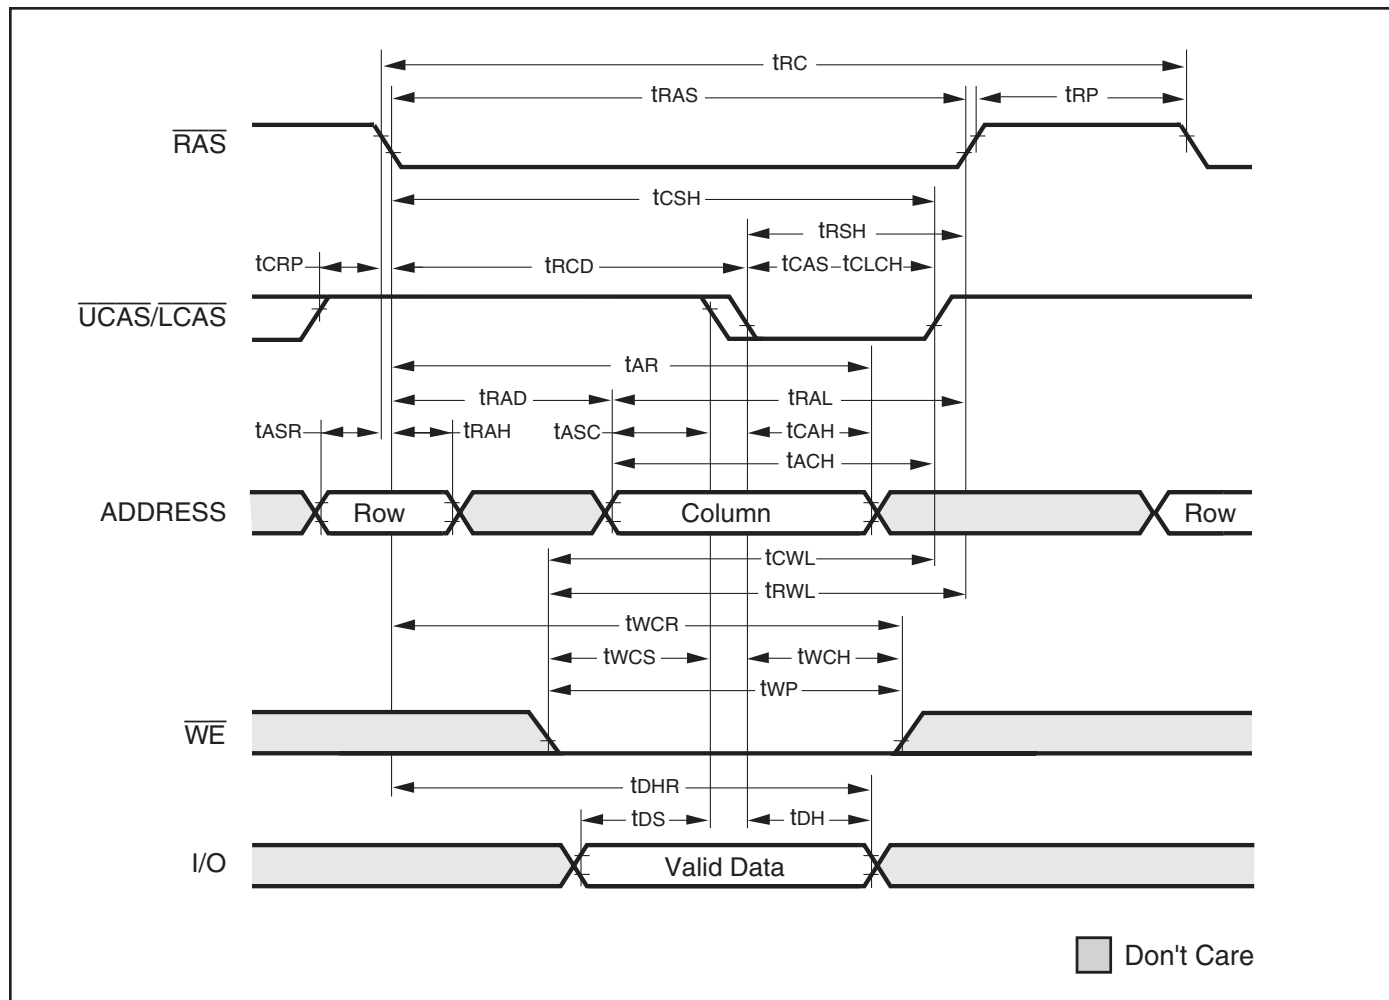 tRC
tRAS
tRP
RAS
tCSH
tRSH
tCRP
tRCD
tCAS
tCLCH
UCAS/LCAS
tAR
tRAD
tRAL
tASR
tRAH
tASC
tCAH
tACH
ADDRESS
Row
Column
Row
tCWL
tRWL
tWCR
tWCS
tWCH
tWP
WE
tDHR
tDS
tDH
I/O
Valid Data
Don't Care